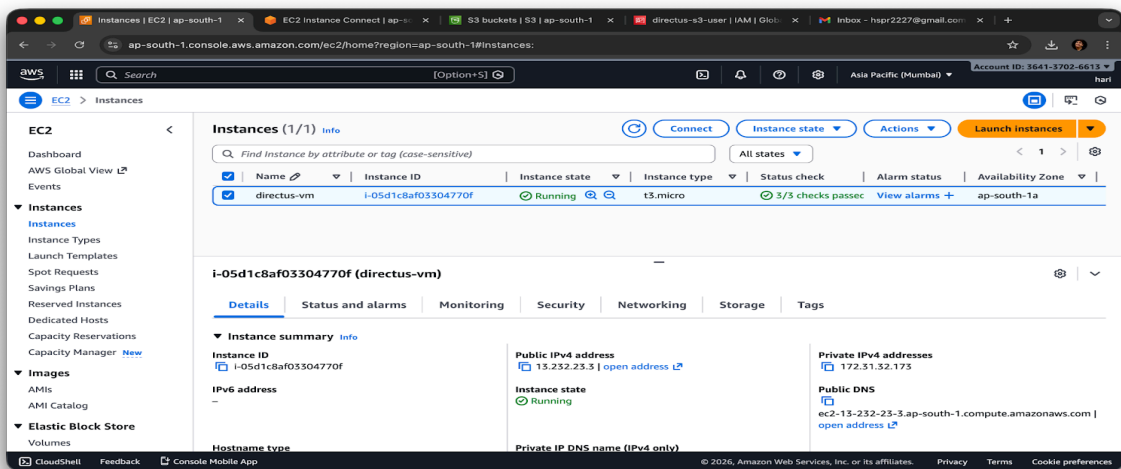 Instances | EC2 | ap-south-1
EC2 Instance Connect | ap-sc
S3 buckets | S3 | ap-south-1
directus-s3-user | IAM | Glob
Inbox - hspr2227@gmail.com
ap-south-1.console.aws.amazon.com/ec2/home?region=ap-south-1#Instances:
aws
Search
[Option+S]
Asia Pacific (Mumbai)
Account ID: 3641-3702-6613
hari
EC2 > Instances
EC2
Dashboard
AWS Global View
Events
Instances
Instances
Instance Types
Launch Templates
Spot Requests
Savings Plans
Reserved Instances
Dedicated Hosts
Capacity Reservations
Capacity Manager New
Images
AMIs
AMI Catalog
Elastic Block Store
Volumes
Instances (1/1) Info
Connect
Instance state
Actions
Launch instances
Find Instance by attribute or tag (case-sensitive)
All states
1
Name Instance ID Instance state Instance type Status check Alarm status Availability Zone
directus-vm i-05d1c8af03304770f Running t3.micro 3/3 checks passec View alarms + ap-south-1a
i-05d1c8af03304770f (directus-vm)
Details Status and alarms Monitoring Security Networking Storage Tags
Instance summary Info
Instance ID
i-05d1c8af03304770f
Public IPv4 address
13.232.23.3 | open address
Private IPv4 addresses
172.31.32.173
IPv6 address
–
Instance state
Running
Public DNS
ec2-13-232-23-3.ap-south-1.compute.amazonaws.com |
open address
Hostname type
Private IP DNS name (IPv4 only)
CloudShell Feedback Console Mobile App
© 2026, Amazon Web Services, Inc. or its affiliates. Privacy Terms Cookie preferences